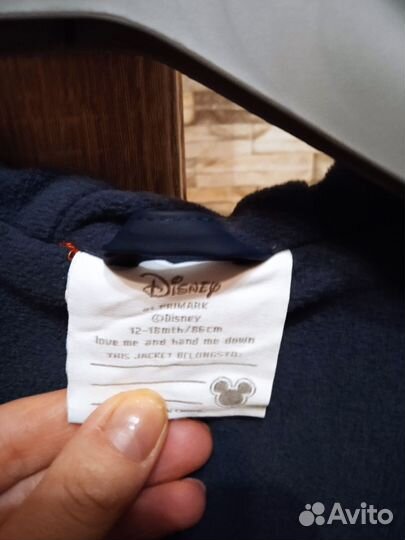 Disney
at PRIMARK
©Disney
12-18mth/86cm
love me and hand me down
THIS JACKET BELONGS TO:
Avito